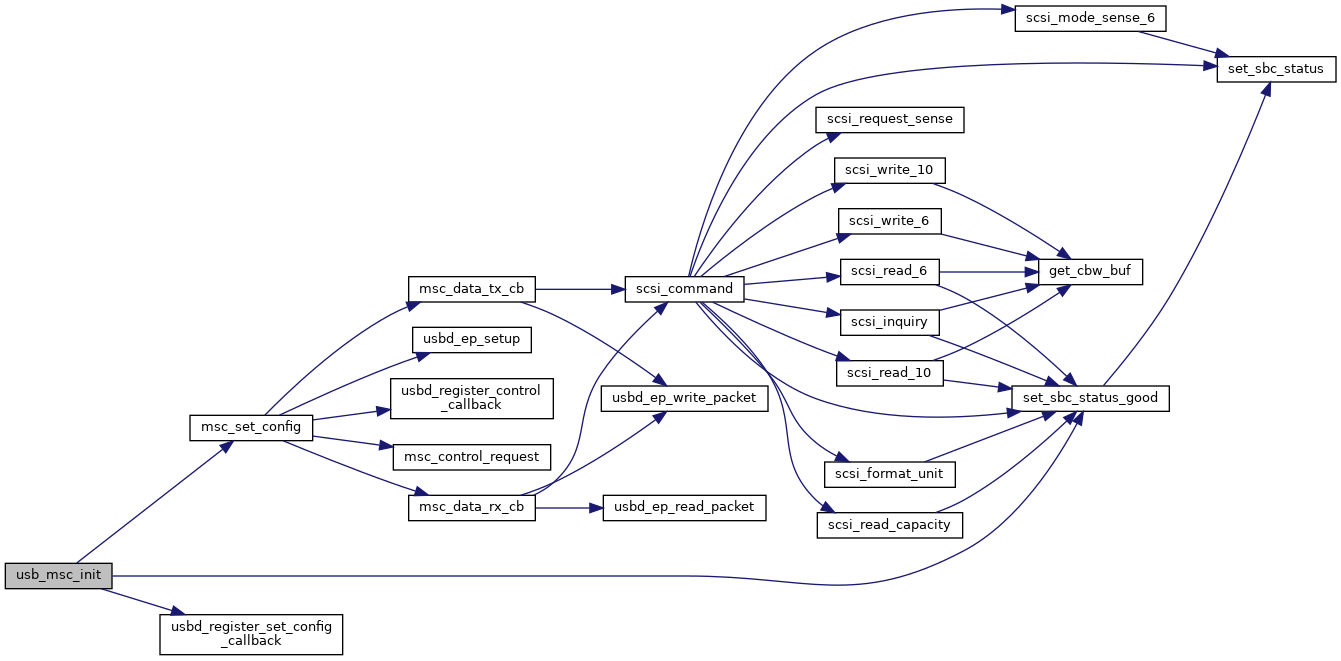 scsi_mode_sense_6
set_sbc_status
scsi_request_sense
scsi_write_10
scsi_write_6
scsi_read_6
get_cbw_buf
msc_data_tx_cb
scsi_command
scsi_inquiry
usbd_ep_setup
scsi_read_10
usbd_register_control
_callback
usbd_ep_write_packet
set_sbc_status_good
msc_set_config
msc_control_request
scsi_format_unit
msc_data_rx_cb
usbd_ep_read_packet
scsi_read_capacity
usb_msc_init
usbd_register_set_config
_callback